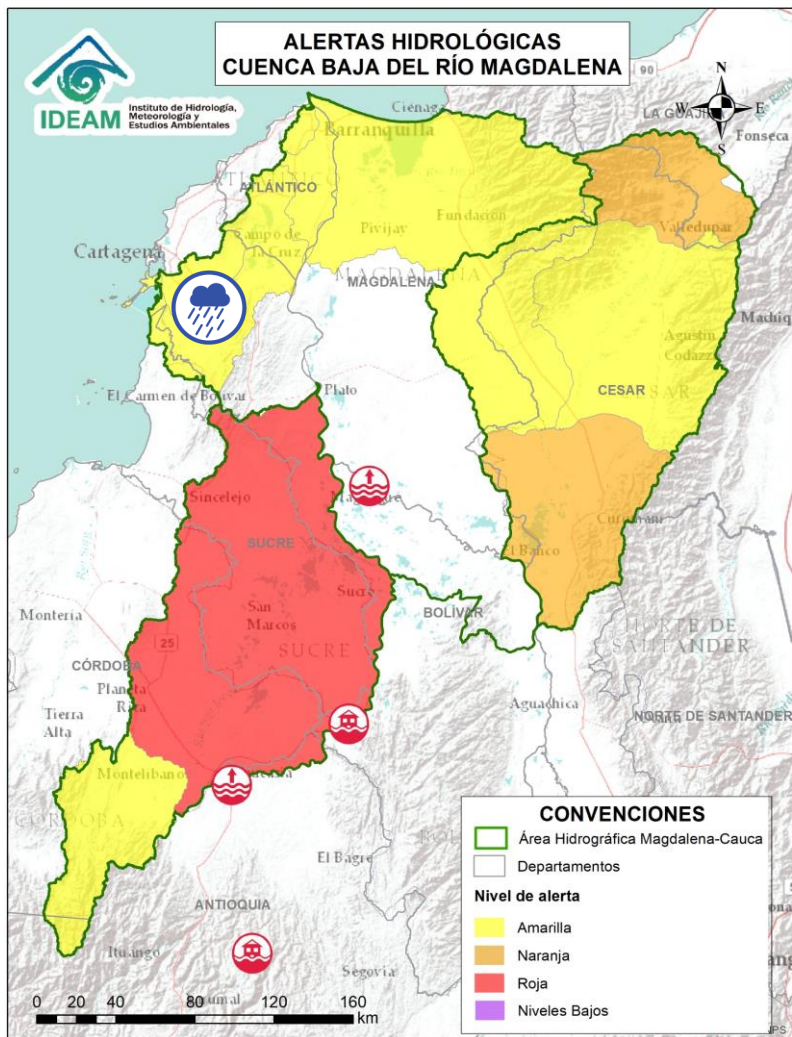 ALERTAS HIDROLÓGICAS
CUENCA BAJA DEL RÍO MAGDALENA
IDEAM
Instituto de Hidrología,
Meteorología y
Estudios Ambientales
90
N
W
E
S
Ciénaga
LA GUAJIRA
Fonseca
Barranquilla
ATLÁNTICO
Pivijay
Fundación
Valledupar
Campo de
la Cruz
Cartagena
MAGDALENA
MAGDALENA
Agustín
Codazzi
CESAR
El Carmen de Bolívar
Plato
Sincelejo
SUCRE
El Banco
Sucre
San
Marcos
BOLÍVAR
SUCRE
Montería
25
CÓRDOBA
Planeta
Rica
Tierra
Alta
NORTE DE
SANTANDER
NORTE DE SANTANDER
Aguachica
Montelíbano
CÓRDOBA
El Bagre
ANTIOQUIA
Ituango
Segovia
0 20 40 80 120 160
km
CONVENCIONES
Área Hidrográfica Magdalena-Cauca
Departamentos
Nivel de alerta
Amarilla
Naranja
Roja
Niveles Bajos